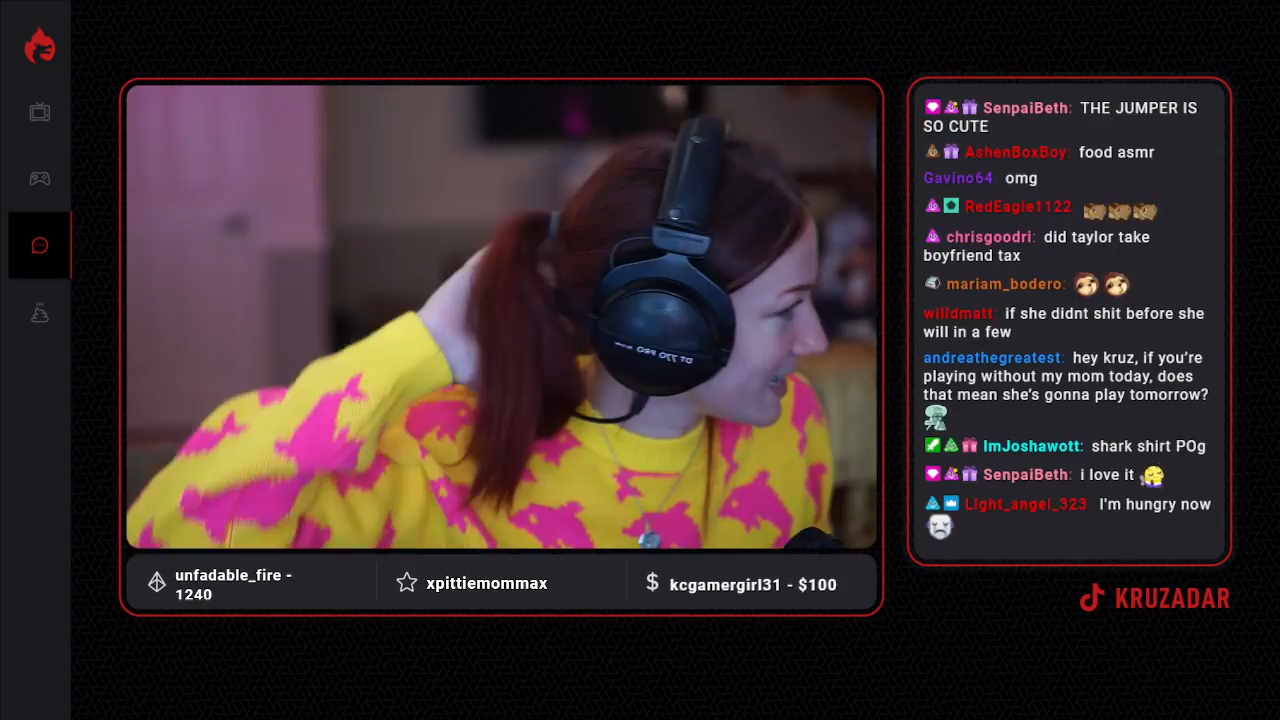 SenpaiBeth: THE JUMPER IS
SO CUTE
AshenBoxBoy: food asmr
Gavino64 omg
RedEagle1122
chrisgoodri: did taylor take
boyfriend tax
mariam_bodero:
willdmatt: if she didnt shit before she
will in a few
andreathegreatest: hey kruz, if you're
playing without my mom today, does
that mean she's gonna play tomorrow?
ImJoshawott: shark shirt POg
SenpaiBeth: i love it
Light_angel_323 I'm hungry now
DT 770 PRO
unfadable_fire -
1240
xpittiemommax
$ kcgamergirl31 - $100
KRUZADAR